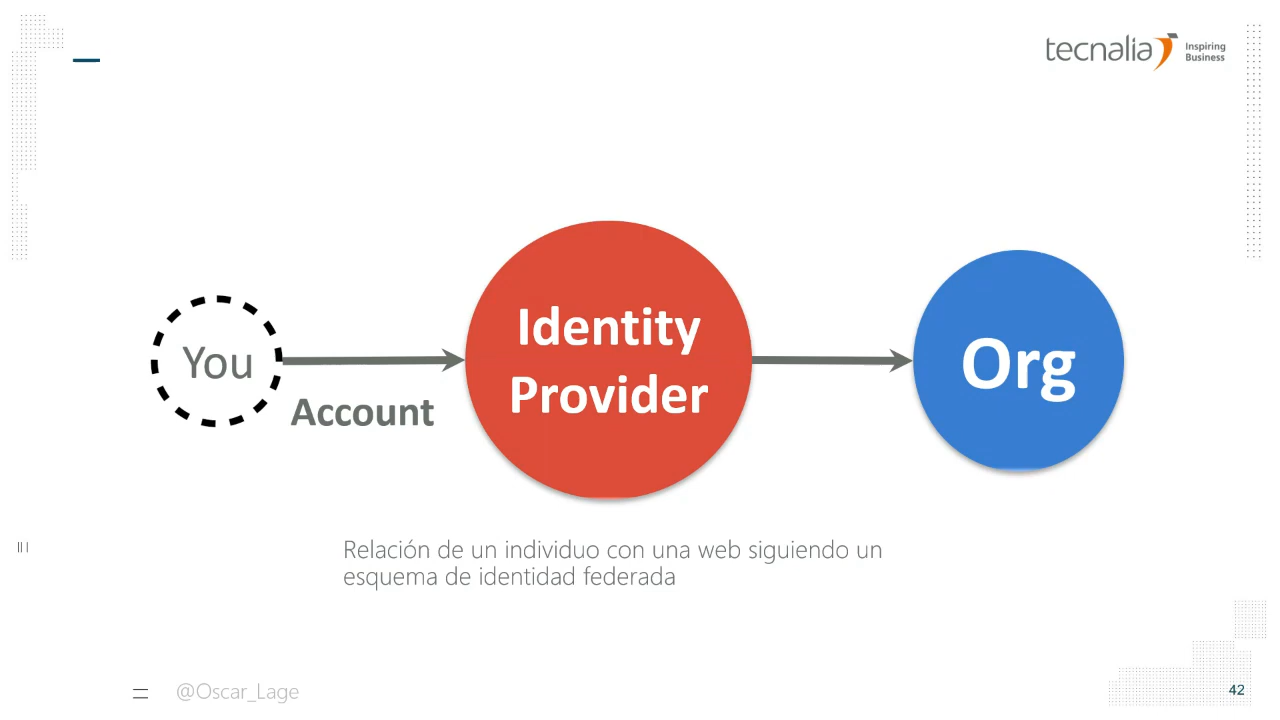 tecnalia
Inspiring
Business
You
Account
Identity
Provider
Org
Relación de un individuo con una web siguiendo un
esquema de identidad federada
@Oscar_Lage
42